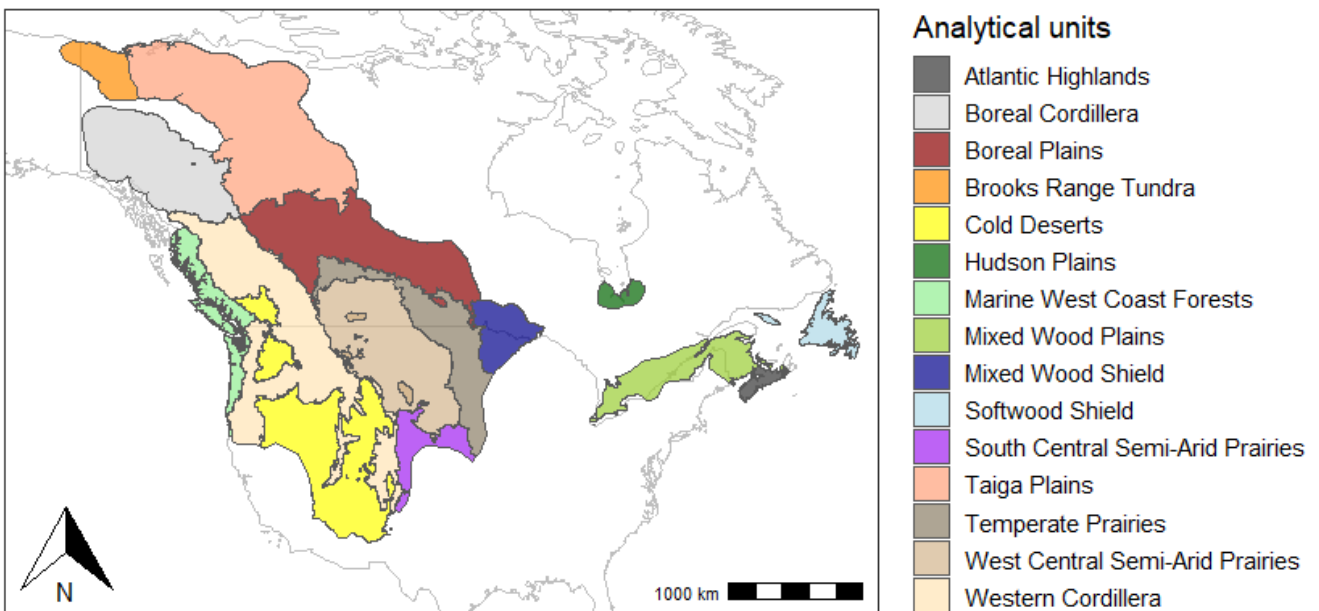 Analytical units
Atlantic Highlands
Boreal Cordillera
Boreal Plains
Brooks Range Tundra
Cold Deserts
Hudson Plains
Marine West Coast Forests
Mixed Wood Plains
Mixed Wood Shield
Softwood Shield
South Central Semi-Arid Prairies
Taiga Plains
Temperate Prairies
West Central Semi-Arid Prairies
Western Cordillera
N
1000 km